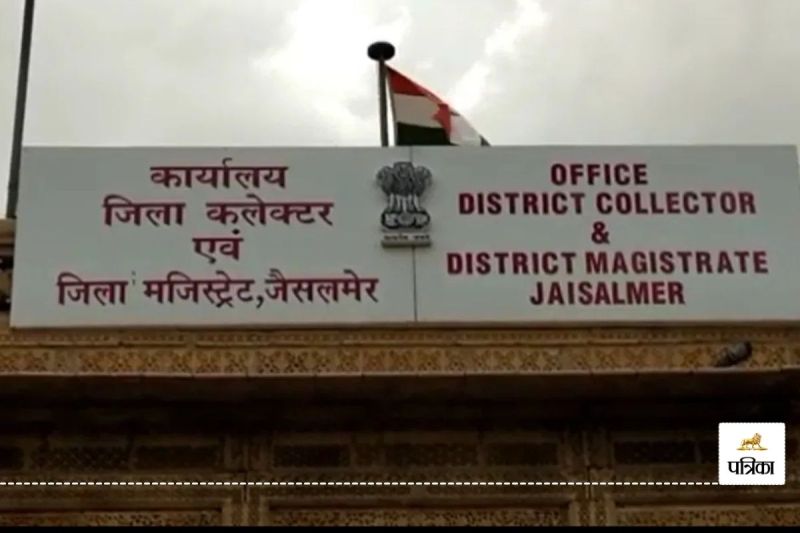 कार्यालय
जिला कलेक्टर
एवं
जिला मजिस्ट्रेट,जैसलमेर
OFFICE
DISTRICT COLLECTOR
&
DISTRICT MAGISTRATE
JAISALMER
पत्रिका